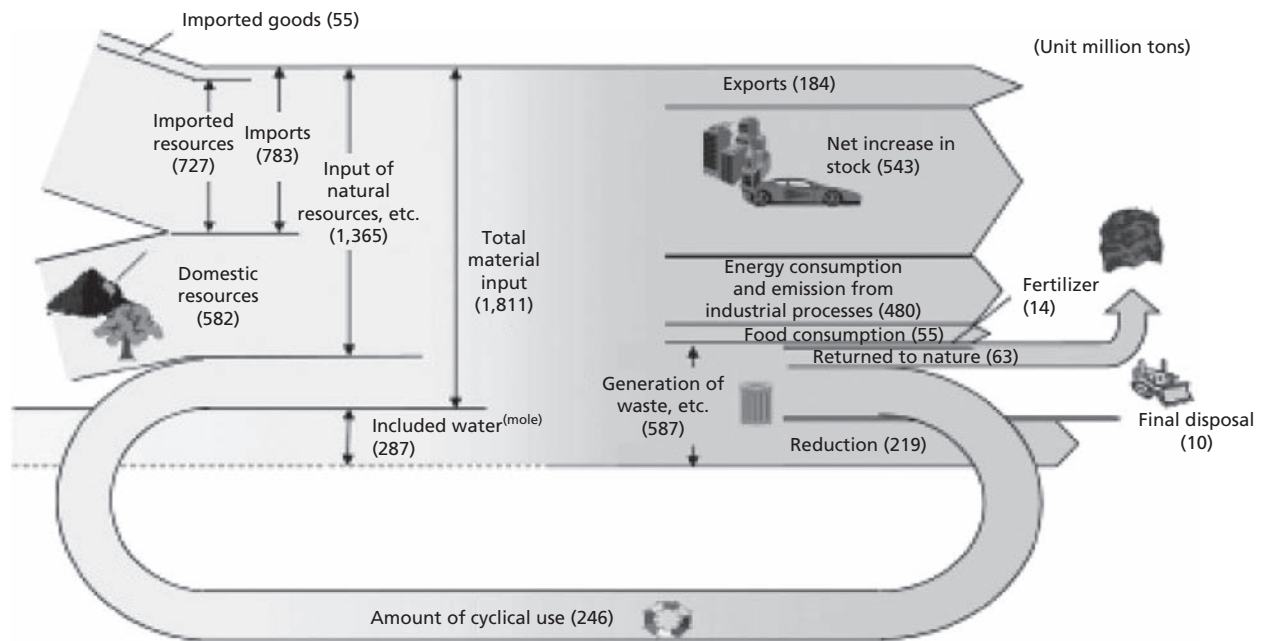 Imported goods (55)
(Unit million tons)
Exports (184)
Imported
resources
(727)
Imports
(783)
Input of
natural
resources, etc.
(1,365)
Net increase in
stock (543)
Total
material
input
(1,811)
Domestic
resources
(582)
Energy consumption
and emission from
industrial processes (480)
Fertilizer
(14)
Food consumption (55)
Returned to nature (63)
Generation of
waste, etc.
(587)
Included water(mole)
(287)
Reduction (219)
Final disposal
(10)
Amount of cyclical use (246)